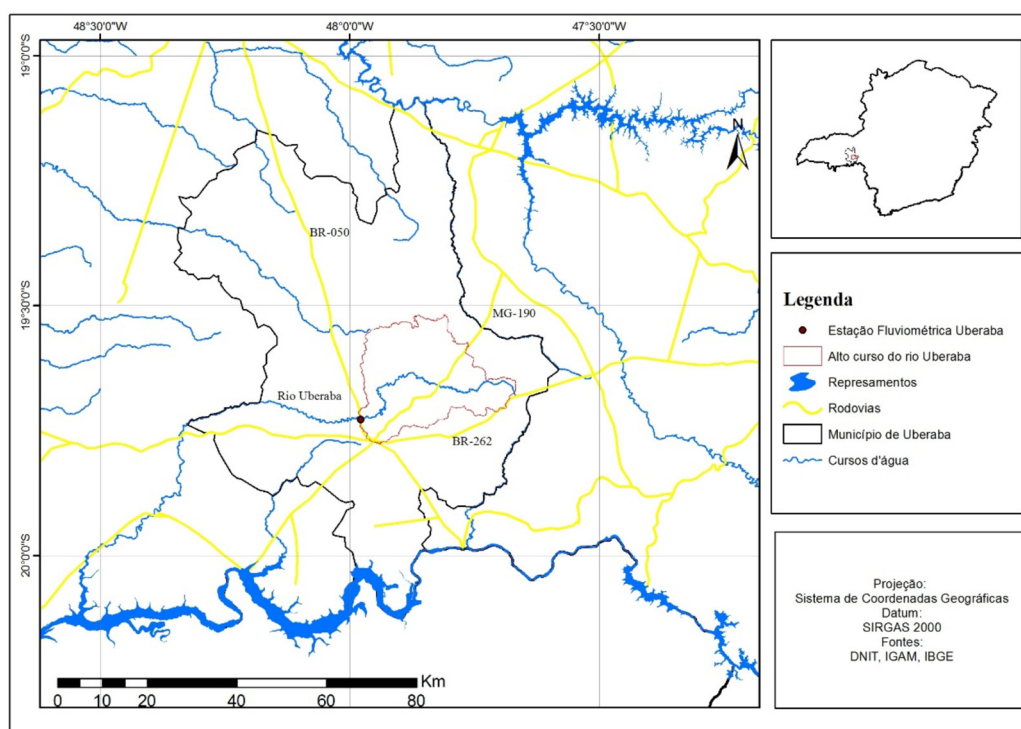 48°30'0"W 48°0'0"W 47°30'0"W
19°0'0"S
N
BR-050
19°30'0"S
MG-190
Rio Uberaba
BR-262
20°0'0"S
Km
0 10 20 40 60 80
Legenda
Estação Fluviométrica Uberaba
Alto curso do rio Uberaba
Represamentos
Rodovias
Município de Uberaba
Cursos d'água
Projeção:
Sistema de Coordenadas Geográficas
Datum:
SIRGAS 2000
Fontes:
DNIT, IGAM, IBGE